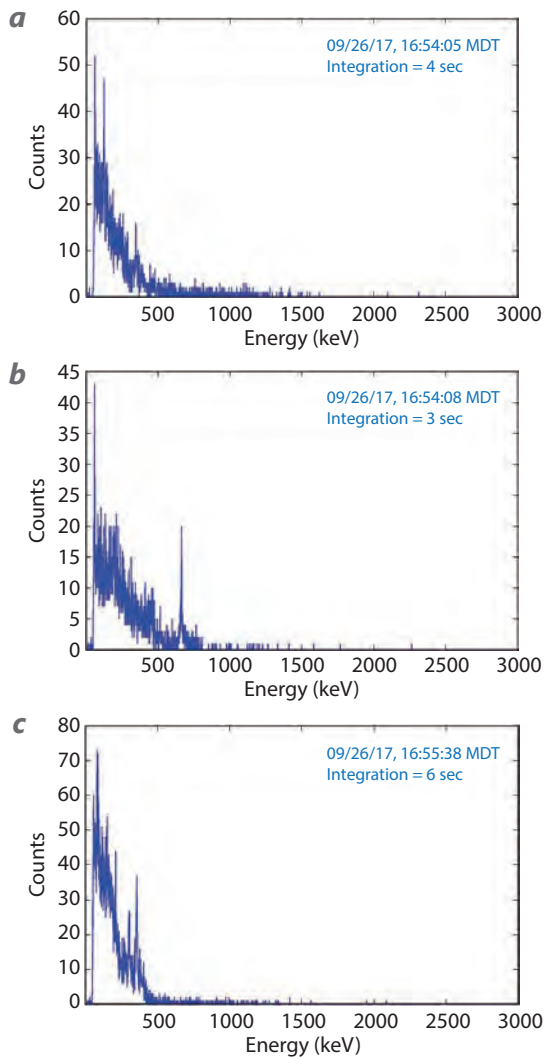 a
60
50
40
30
20
10
0
Counts
09/26/17, 16:54:05 MDT
Integration = 4 sec
500 1000 1500 2000 2500 3000
Energy (keV)
b
45
40
35
30
25
20
15
10
5
0
Counts
09/26/17, 16:54:08 MDT
Integration = 3 sec
500 1000 1500 2000 2500 3000
Energy (keV)
c
80
70
60
50
40
30
20
10
0
Counts
09/26/17, 16:55:38 MDT
Integration = 6 sec
500 1000 1500 2000 2500 3000
Energy (keV)